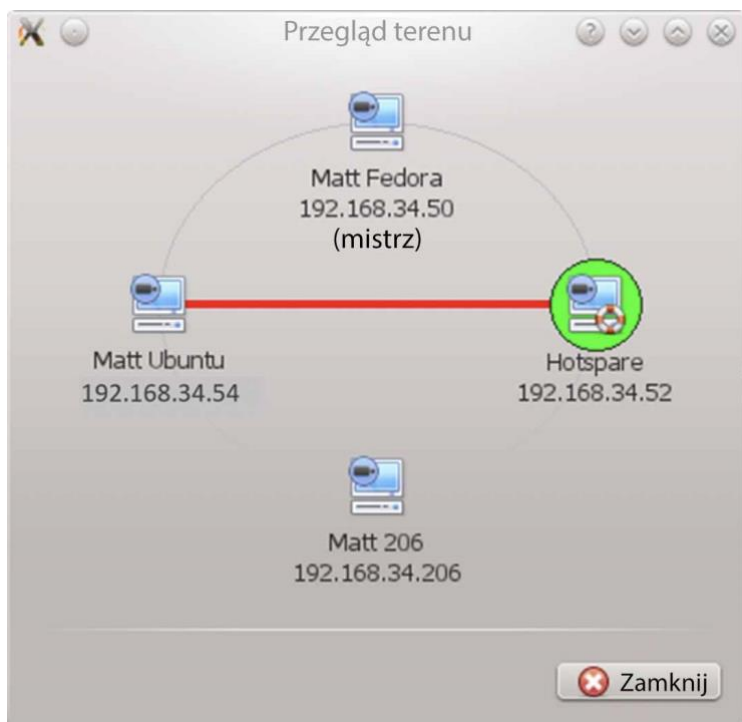 Przegląd terenu
Matt Fedora
192.168.34.50
(mistrz)
Matt Ubuntu
192.168.34.54
Hotspare
192.168.34.52
Matt 206
192.168.34.206
Zamknij